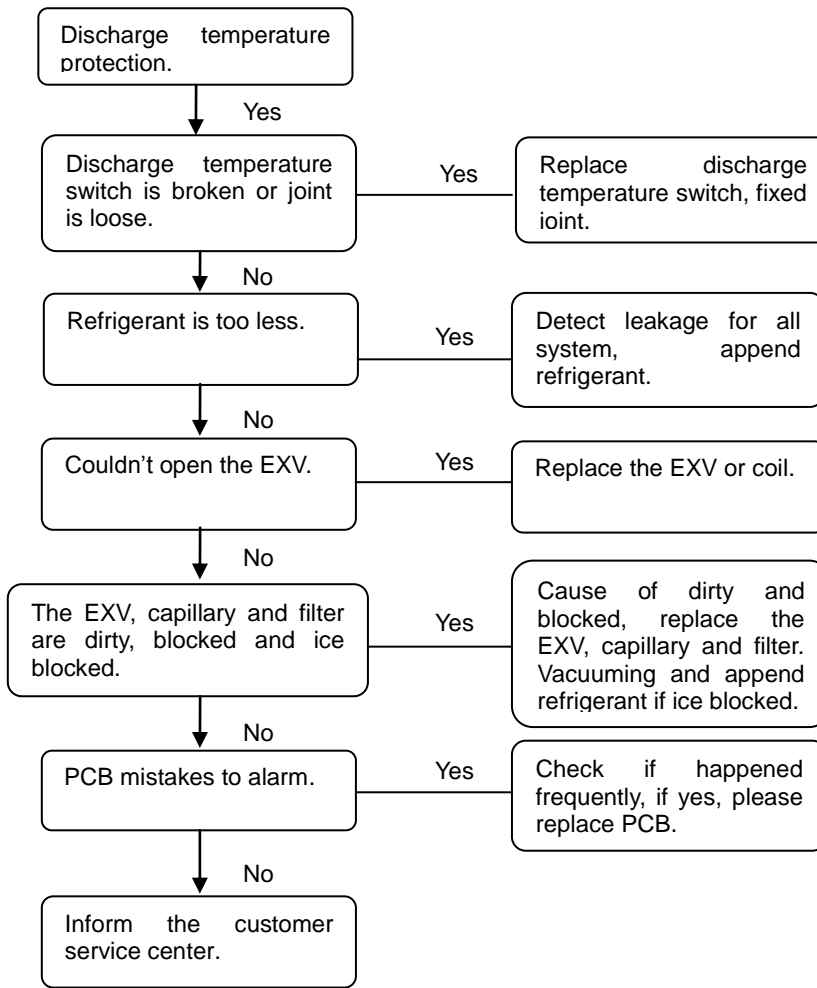 Discharge temperature
protection.
Yes
Discharge temperature
switch is broken or joint
is loose.
Yes
Replace discharge
temperature switch, fixed
joint.
No
Refrigerant is too less.
Yes
Detect leakage for all
system, append
refrigerant.
No
Couldn't open the EXV.
Yes
Replace the EXV or coil.
No
The EXV, capillary and filter
are dirty, blocked and ice
blocked.
Yes
Cause of dirty and
blocked, replace the
EXV, capillary and filter.
Vacuuming and append
refrigerant if ice blocked.
No
PCB mistakes to alarm.
Yes
Check if happened
frequently, if yes, please
replace PCB.
No
Inform the customer
service center.